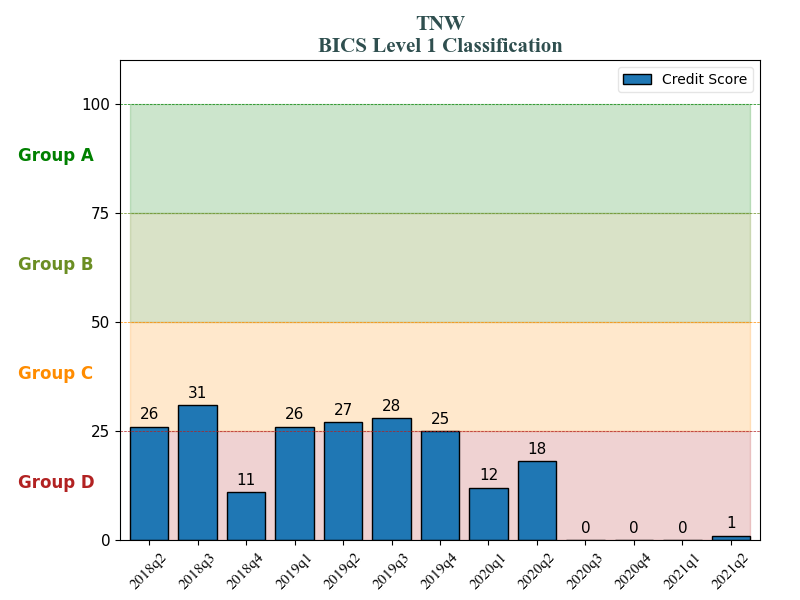 TNW
BICS Level 1 Classification
Credit Score
100
Group A
75
Group B
50
Group C
31
26 26 27 28 25
25
18
11 12
Group D
0 0 0 1
0
2018q2 2018q3 2018q4 2019q1 2019q2 2019q3 2019q4 2020q1 2020q2 2020q3 2020q4 2021q1 2021q2